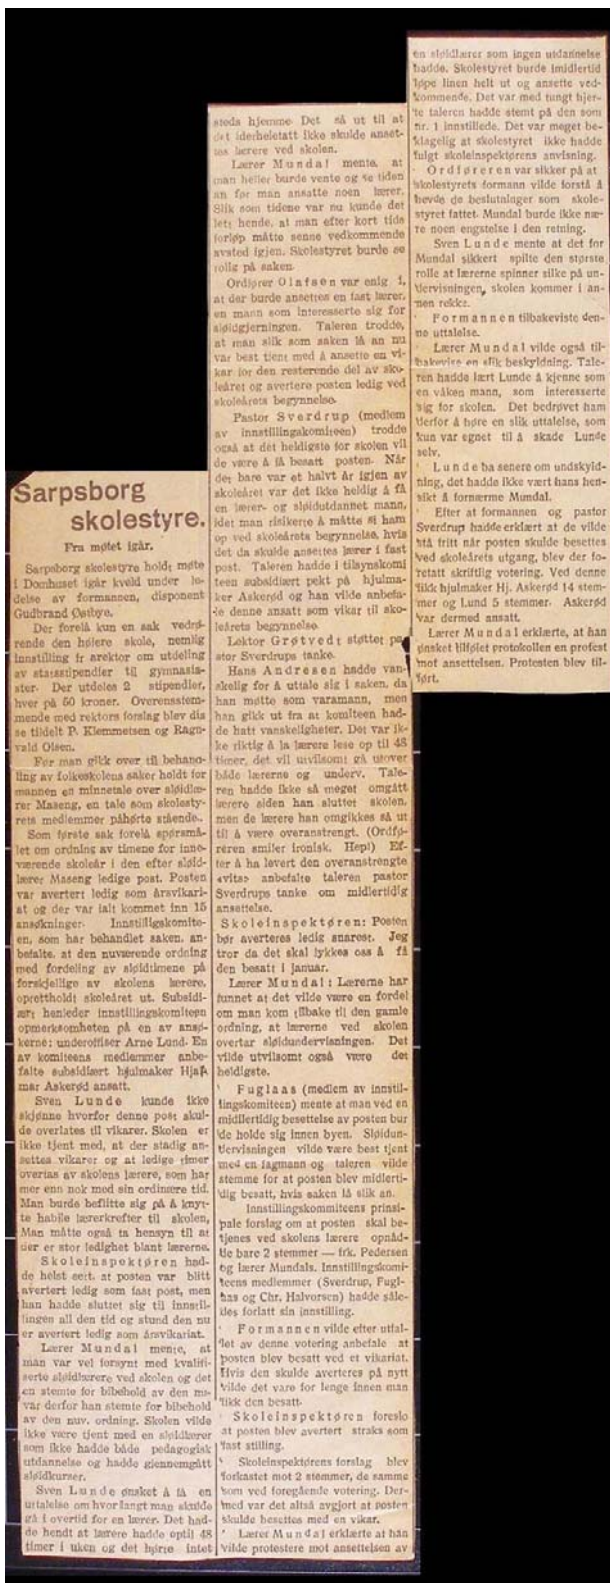 Sarpsborg
skolestyre.
Fra møtet igår.
Sarpsborg skolestyre holdt møte
i Domhuset igår kveld under le-
delse av formannen, disponent
Gudbrand Østbye.
Der forelå kun en sak vedrø-
rende den høiere skole, nemlig
innstilling fr arektor om utdeling
av statsstipendier til gymnasia-
ster. Der utdeles 2 stipendier,
hver på 50 kroner. Overensstem-
mende med rektors forslag blev dis
se tildelt P. Klemmetsen og Ragn-
vald Olsen.
Før man gikk over til behand-
ling av folkeskolens saker holdt for
mannen en minnetale over sløidlæ-
rer Maseng, en tale som skolesty-
rets medlemmer påhørte stående.
Som første sak forelå spørsmå-
let om ordning av timene for inne-
værende skoleår i den efter sløid-
lærer Maseng ledige post. Posten
var avertert ledig som årsvikari-
at og der var ialt kommet inn 15
ansøkninger. Innstilligskomite-
en, som har behandlet saken, an-
befalte, at den nuværende ordning
med fordeling av sløidtimene på
forskjellige av skolens lærere,
oprettholdt skoleåret ut. Subsidi-
ært henleder innstillingskomiteen
opmerksomheten på en av ansø-
kerne: underoffiser Arne Lund. En
av komiteens medlemmer anbe-
falte subsidiært hjulmaker Hjal
mar Askerød ansatt.
Sven Lunde kunde ikke
skjønne hvorfor denne post skul-
de overlates til vikarer. Skolen er
ikke tjent med, at der stadig an-
settes vikarer og at ledige timer
overtas av skolens lærere, som har
mer enn nok med sin ordinære tid.
Man burde beflitte sig på å knyt-
te habile lærerkrefter til skolen,
Man måtte også ta hensyn til at
der er stor ledighet blant lærerne.
Skoleinspektøren had-
de helst sett, at posten var blitt
avertert ledig som fast post, men
han hadde sluttet sig til innstil-
lingen all den tid og stund den nu
er avertert ledig som årsvikariat.
Lærer Mundal mente, at
man var vel forsynt med kvalifi-
serte sløidlærere ved skolen og det
en stemte for bibehold av den nu-
var derfor han stemte for bibehold
av den nuv. ordning. Skolen vilde
ikke være tjent med en sløidlærer
som ikke hadde både pedagogisk
utdannelse og hadde gjennemgått
sløidkurser.
Sven Lunde ønsket å få en
uttalelse om hvor langt man skulde
gå i overtid for en lærer. Det had-
de hendt at lærere hadde optil 48
timer i uken og det hørte intet
steds hjemme. Det så ut til at
det iderheletatt ikke skulde anset-
tes lærere ved skolen.
Lærer Mundal mente, at
man heller burde vente og se tiden
an før man ansatte noen lærer.
Slik som tidene var nu kunde det
lett hende, at man efter kort tids
forløp måtte senne vedkommende
avsted igjen. Skolestyret burde se
rolig på saken.
Ordfører Olafsen var enig i,
at der burde ansettes en fast lærer,
en mann som interesserte sig for
sløidgjerningen. Taleren trodde,
at man slik som saken lå an nu
var best tjent med å ansette en vi-
kar for den resterende del av sko-
leåret og avertere posten ledig ved
skoleårets begynnelse.
Pastor Sverdrup (medlem
av innstillingskomiteen) trodde
også at det heldigste for skolen vil
de være å få besatt posten. Når
det bare var et halvt år igjen av
skoleåret var det ikke heldig å få
en lærer- og sløidutdannet mann,
idet man risikerte å måtte si ham
op ved skoleårets begynnelse, hvis
det da skulde ansettes lærer i fast
post. Taleren hadde i tilsynskomi
teen subsidiært pekt på hjulma-
ker Askerød og han vilde anbefa-
le denne ansatt som vikar til sko-
leårets begynnelse.
Lektor Grøtvedt støttet pa-
stor Sverdrups tanke.
Hans Andresen hadde van-
skelig for å uttale sig i saken, da
han møtte som varamann, men
han gikk ut fra at komiteen had-
de hatt vanskeligheter. Det var ik-
ke riktig å la lærere lese op til 48
timer, det vil utvilsomt gå utover
både lærerne og underv. Tale-
ren hadde ikke så meget omgått
lærere siden han sluttet skolen,
men de lærere han omgikkes så ut
til å være overanstrengt. (Ordfø-
reren smiler ironisk. Hep!) Ef-
ter å ha levert den overanstrengte
«vits» anbefalte taleren pastor
Sverdrups tanke om midlertidig
ansettelse.
Skoleinspektøren: Posten
bør averteres ledig snarest. Jeg
tror da det skal lykkes oss å få
den besatt i januar.
Lærer Mundal: Lærerne har
funnet at det vilde være en fordel
om man kom tilbake til den gamle
ordning, at lærerne ved skolen
overtar sløidundervisningen. Det
vilde utvilsomt også være det
heldigste.
Fuglaas (medlem av innstil-
lingskomiteen) mente at man ved en
midlertidig besettelse av posten bur
de holde sig innen byen. Sløidun-
dervisningen vilde være best tjent
med en fagmann og taleren vilde
stemme for at posten blev midlerti-
dig besatt, hvis saken lå slik an.
Innstillingskommiteens prinsi-
pale forslag om at posten skal be-
tjenes ved skolens lærere opnåd-
de bare 2 stemmer — frk. Pedersen
og lærer Mundals. Innstillingskomi-
teens medlemmer (Sverdrup, Fugl-
aas og Chr. Halvorsen) hadde såle-
des forlatt sin innstilling.
Formannen vilde efter utfal-
let av denne votering anbefale at
posten blev besatt ved et vikariat.
Hvis den skulde averteres på nytt
vilde det vare for lenge innen man
fikk den besatt.
Skoleinspektøren foreslo
at posten blev avertert straks som
fast stilling.
Skoleinspektørens forslag blev
forkastet mot 2 stemmer, de samme
som ved foregående votering. Der-
med var det altså avgjort at posten
skulde besettes med en vikar.
Lærer Mundal erklærte at han
vilde protestere mot ansettelsen av
en sløidlærer som ingen utdannelse
hadde. Skolestyret burde imidlertid
løpe linen helt ut og ansette ved-
kommende. Det var med tungt hjer-
te taleren hadde stemt på den som
nr. 1 innstillede. Det var meget be-
klagelig at skolestyret ikke hadde
fulgt skoleinspektørens anvisning.
Ordføreren var sikker på at
skolestyrets formann vilde forstå å
hevde de beslutninger som skole-
styret fattet. Mundal burde ikke næ-
re noen engstelse i den retning.
Sven Lunde mente at det for
Mundal sikkert spilte den største
rolle at lærerne spinner silke på un-
dervisningen, skolen kommer i an-
nen rekke.
Formannen tilbakeviste den-
ne uttalelse.
Lærer Mundal vilde også til-
bakevise en slik beskyldning. Tale-
ren hadde lært Lunde å kjenne som
en våken mann, som interesserte
sig for skolen. Det bedrøvet ham
derfor å høre en slik uttalelse, som
kun var egnet til å skade Lunde
selv.
Lunde ba senere om undskyld-
ning, det hadde ikke vært hans hen-
sikt å fornærme Mundal.
Efter at formannen og pastor
Sverdrup hadde erklært at de vilde
stå fritt når posten skulde besettes
ved skoleårets utgang, blev der fo-
retatt skriftlig votering. Ved denne
fikk hjulmaker Hj. Askerød 14 stem-
mer og Lund 5 stemmer. Askerød
var dermed ansatt.
Lærer Mundal erklærte, at han
ønsket tilføiet protokollen en protest
mot ansettelsen. Protesten blev til-
ført.